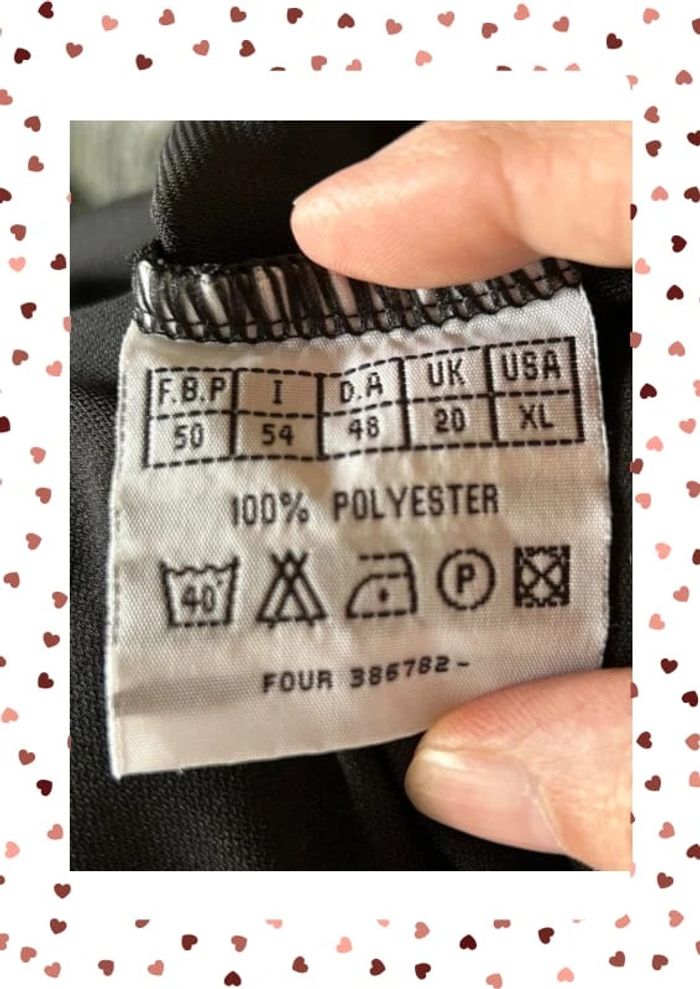 F.B.P I D.A UK USA
50 54 48 20 XL
100% POLYESTER
40° P
FOUR 386782-